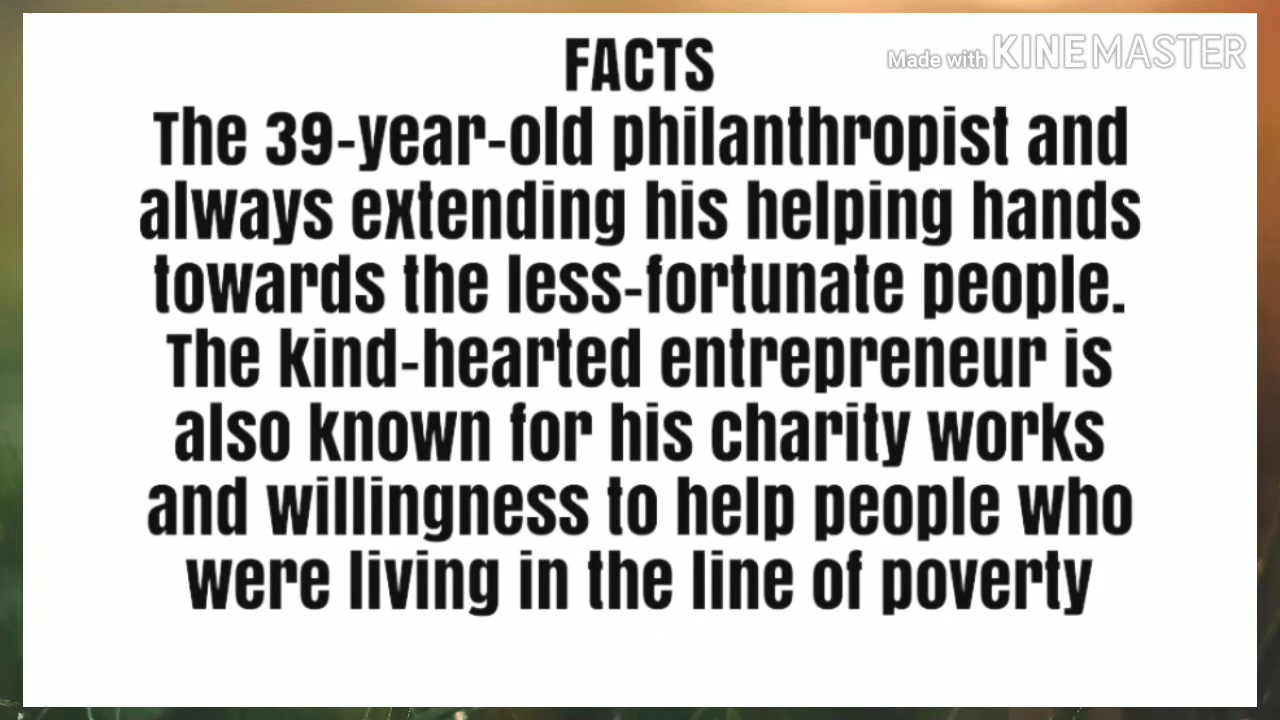 FACTS
Made with KINEMASTER
The 39-year-old philanthropist and
always extending his helping hands
towards the less-fortunate people.
The kind-hearted entrepreneur is
also known for his charity works
and willingness to help people who
were living in the line of poverty